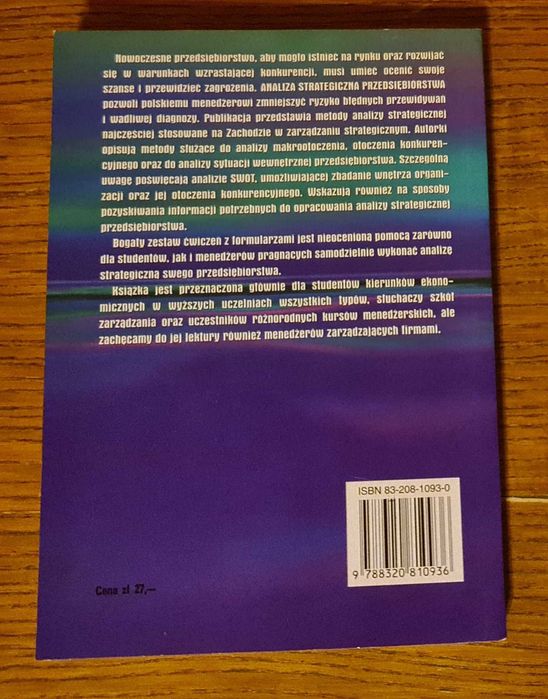 Nowoczesne przedsiębiorstwo, aby mogło istnieć na rynku oraz rozwijać
się w warunkach wzrastającej konkurencji, musi umieć ocenić swoje
szanse i przewidzieć zagrożenia. ANALIZA STRATEGICZNA PRZEDSIĘBIORSTWA
pozwoli polskiemu menedżerowi zmniejszyć ryzyko błędnych przewidywań
i wadliwej diagnozy. Publikacja przedstawia metody analizy strategicznej
najczęściej stosowane na Zachodzie w zarządzaniu strategicznym. Autorki
opisują metody służące do analizy makrootoczenia, otoczenia konkuren-
cyjnego oraz do analizy sytuacji wewnętrznej przedsiębiorstwa. Szczególną
uwagę poświęcają analizie SWOT, umożliwiającej zbadanie wnętrza organi-
zacji oraz jej otoczenia konkurencyjnego. Wskazują również na sposoby
pozyskiwania informacji potrzebnych do opracowania analizy strategicznej
przedsiębiorstwa.
Bogaty zestaw ćwiczeń z formularzami jest nieocenioną pomocą zarówno
dla studentów, jak i menedżerów pragnących samodzielnie wykonać analizę
strategiczną swego przedsiębiorstwa.
Książka jest przeznaczona głównie dla studentów kierunków ekono-
micznych w wyższych uczelniach wszystkich typów, słuchaczy szkół
zarządzania oraz uczestników różnorodnych kursów menedżerskich, ale
zachęcamy do jej lektury również menedżerów zarządzających firmami.
ISBN 83-208-1093-0
9 788320 810936
Cena zł 27,—